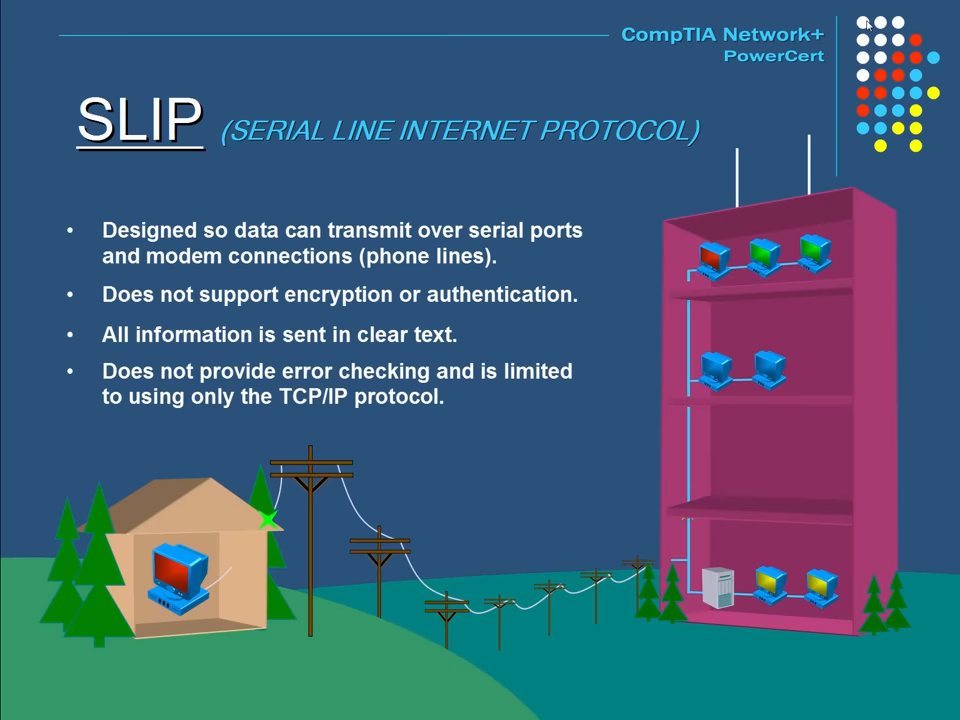 CompTIA Network+
PowerCert
SLIP (SERIAL LINE INTERNET PROTOCOL)
• Designed so data can transmit over serial ports
and modem connections (phone lines).
• Does not support encryption or authentication.
• All information is sent in clear text.
• Does not provide error checking and is limited
to using only the TCP/IP protocol.